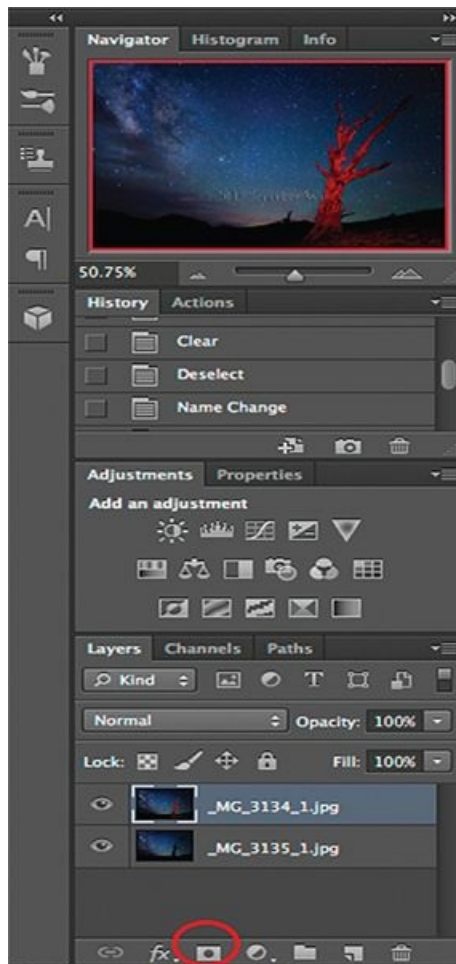 Navigator Histogram Info
50.75%
History Actions
Clear
Deselect
Name Change
Adjustments Properties
Add an adjustment
Layers Channels Paths
Kind T
Normal Opacity: 100%
Lock: Fill: 100%
_MG_3134_1.jpg
_MG_3135_1.jpg
fx.